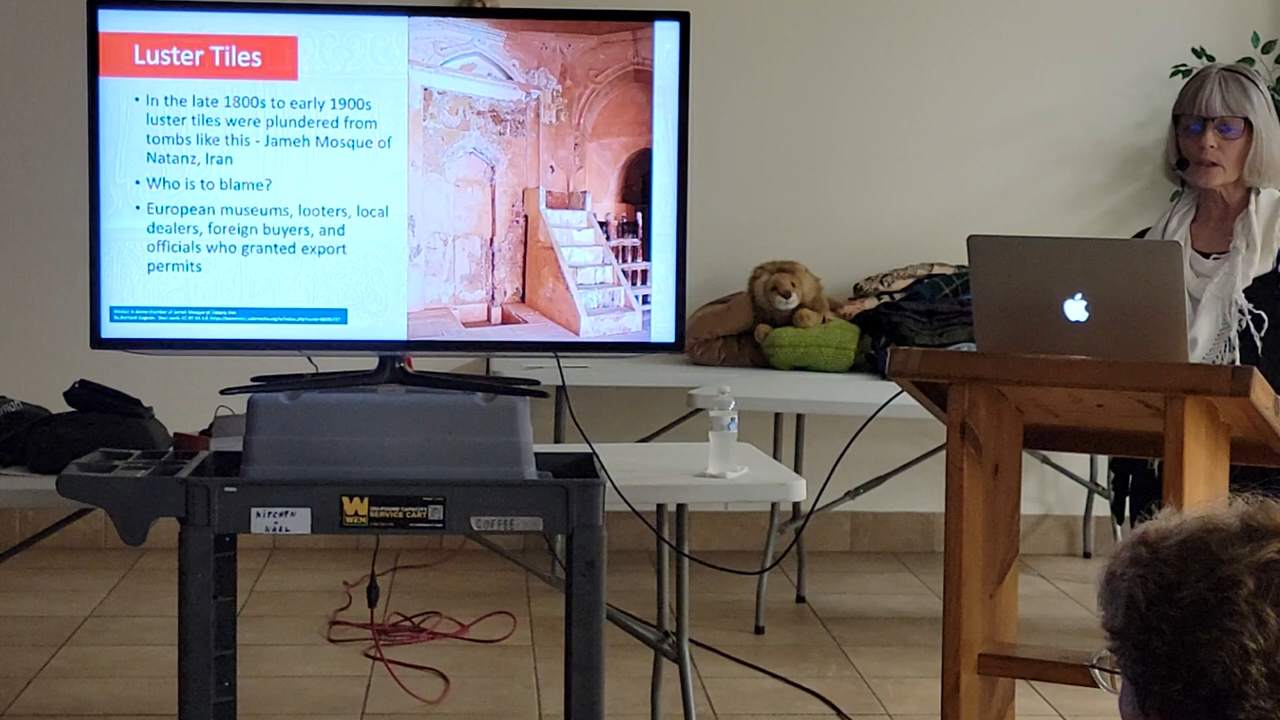 Luster Tiles
• In the late 1800s to early 1900s
luster tiles were plundered from
tombs like this - Jameh Mosque of
Natanz, Iran
• Who is to blame?
• European museums, looters, local
dealers, foreign buyers, and
officials who granted export
permits
KITCHEN
HALL
W
WEN
SERVICE CART
COFFEE